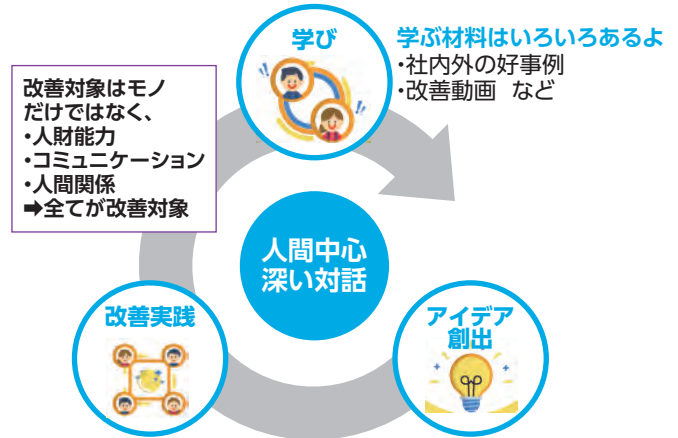 学び
学ぶ材料はいろいろあるよ
・社内外の好事例
・改善動画 など
改善対象はモノ
だけではなく、
・人財能力
・コミュニケーション
・人間関係
➡全てが改善対象
人間中心
深い対話
改善実践
アイデア
創出